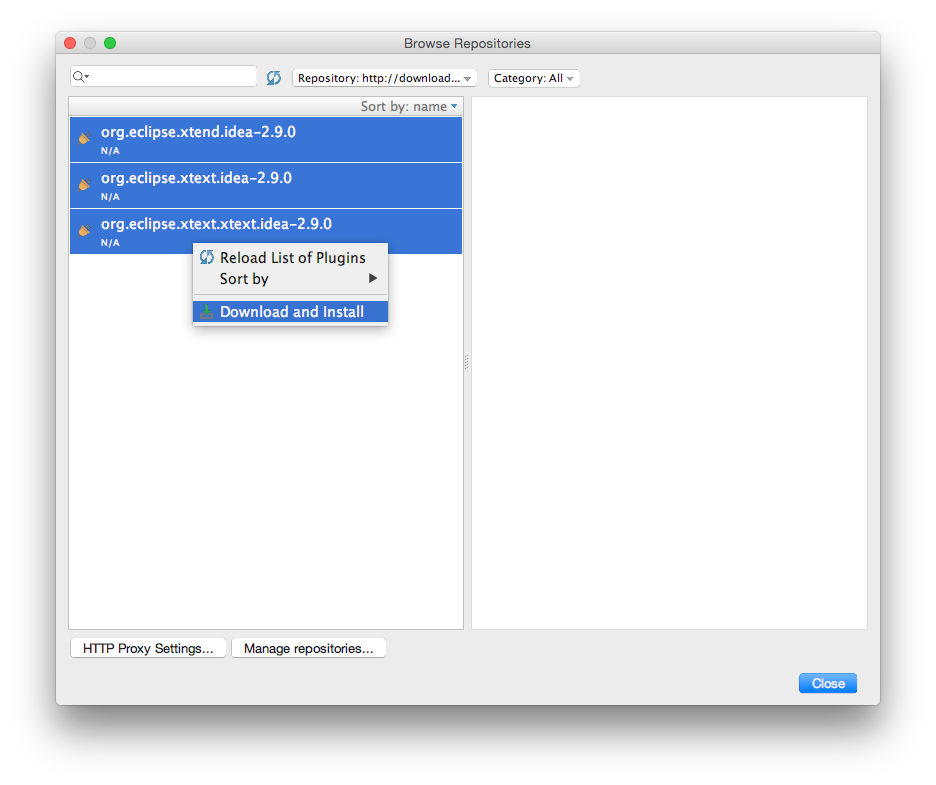 Browse Repositories
Repository: http://download... Category: All
Sort by: name
org.eclipse.xtend.idea-2.9.0
N/A
org.eclipse.xtext.idea-2.9.0
N/A
org.eclipse.xtext.xtext.idea-2.9.0
N/A
Reload List of Plugins
Sort by
Download and Install
HTTP Proxy Settings... Manage repositories...
Close